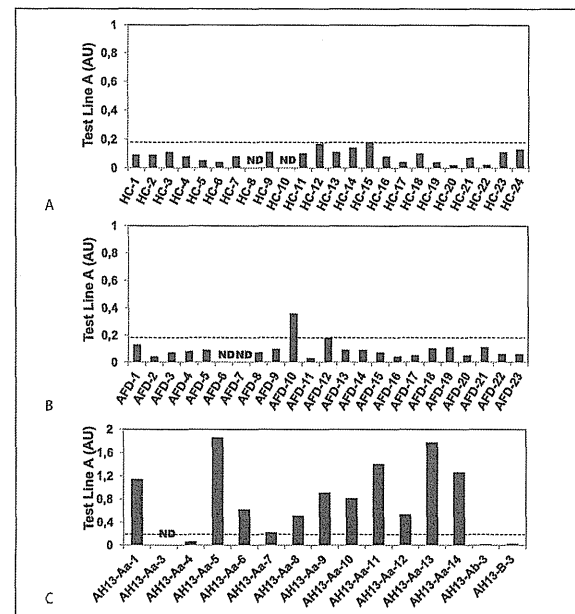 Test Line A (AU)
1
0,8
0,6
0,4
0,2
0
ND
ND
HC-1
HC-2
HC-3
HC-4
HC-5
HC-6
HC-7
HC-8
HC-9
HC-10
HC-11
HC-12
HC-13
HC-14
HC-15
HC-16
HC-17
HC-18
HC-19
HC-20
HC-21
HC-22
HC-23
HC-24
A
Test Line A (AU)
1
0,8
0,6
0,4
0,2
0
NDND
AFD-1
AFD-2
AFD-3
AFD-4
AFD-5
AFD-6
AFD-7
AFD-8
AFD-9
AFD-10
AFD-11
AFD-12
AFD-13
AFD-14
AFD-15
AFD-16
AFD-17
AFD-18
AFD-19
AFD-20
AFD-21
AFD-22
AFD-23
B
Test Line A (AU)
2
1,6
1,2
0,8
0,4
0
ND
AH13-Aa-1
AH13-Aa-3
AH13-Aa-4
AH13-Aa-5
AH13-Aa-6
AH13-Aa-7
AH13-Aa-8
AH13-Aa-9
AH13-Aa-10
AH13-Aa-11
AH13-Aa-12
AH13-Aa-13
AH13-Aa-14
AH13-Ab-3
AH13-B-3
C